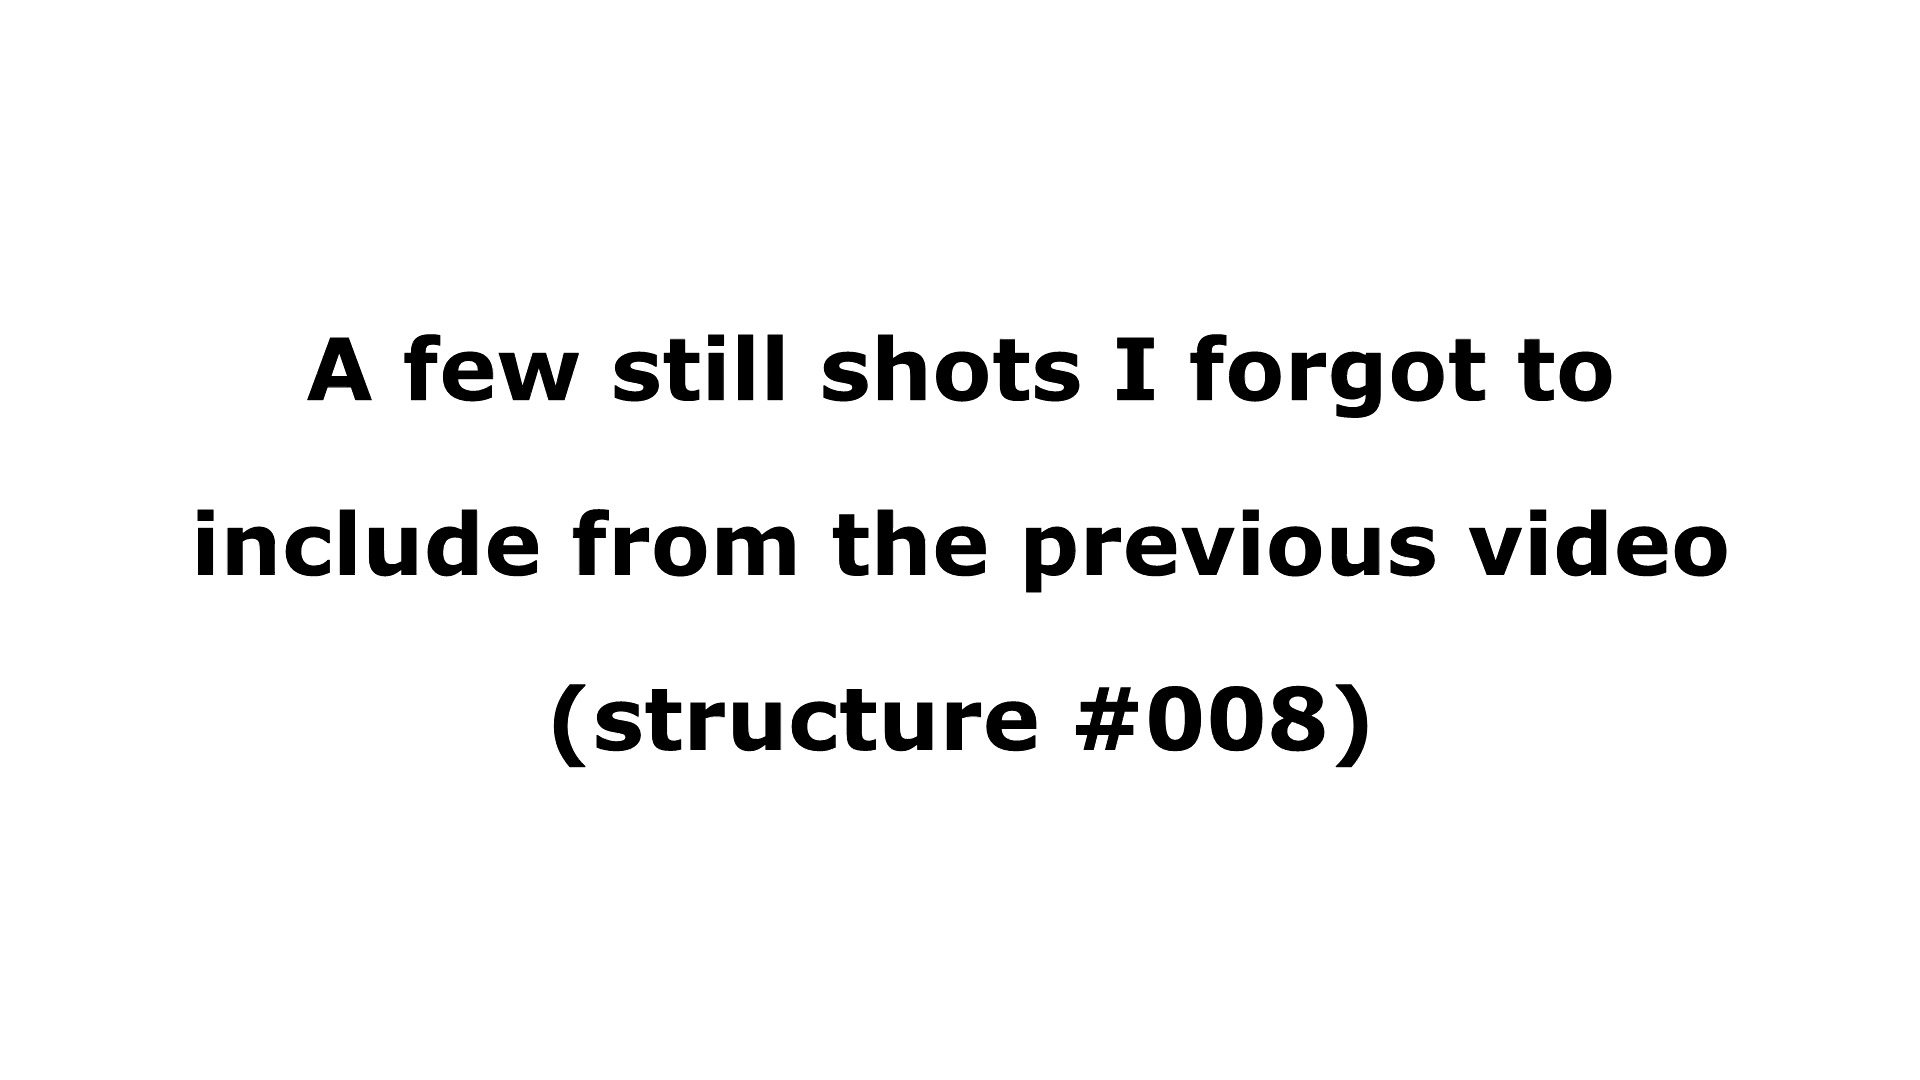 A few still shots I forgot to
include from the previous video
(structure #008)